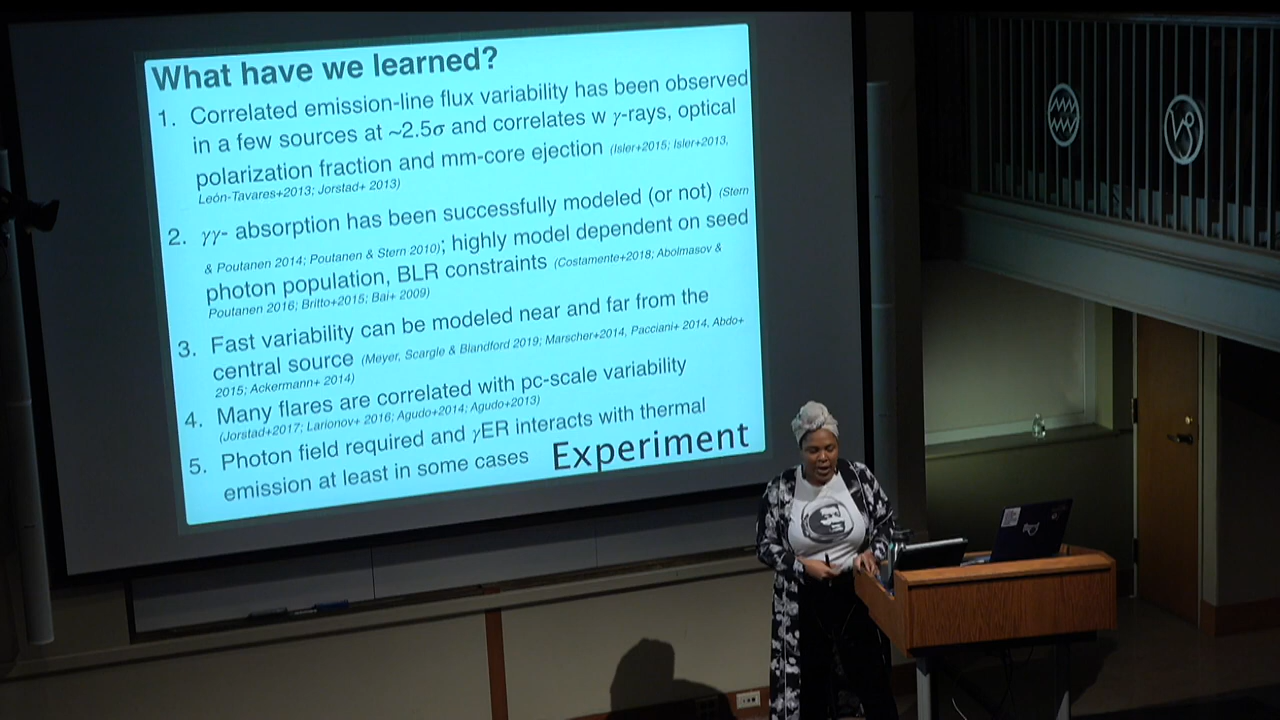 What have we learned?
1. Correlated emission-line flux variability has been observed
in a few sources at ~2.5σ and correlates w γ-rays, optical
polarization fraction and mm-core ejection (Isler+2015; Isler+2013,
León-Tavares+2013; Jorstad+ 2013)
2. γγ- absorption has been successfully modeled (or not) (Stern
& Poutanen 2014; Poutanen & Stern 2010); highly model dependent on seed
photon population, BLR constraints (Costamente+2018; Abolmasov &
Poutanen 2016; Britto+2015; Bai+ 2009)
3. Fast variability can be modeled near and far from the
central source (Meyer, Scargle & Blandford 2019; Marscher+2014, Pacciani+ 2014, Abdo+
2015; Ackermann+ 2014)
4. Many flares are correlated with pc-scale variability
(Jorstad+2017; Larionov+ 2016; Agudo+2014; Agudo+2013)
5. Photon field required and γER interacts with thermal
emission at least in some cases
Experiment